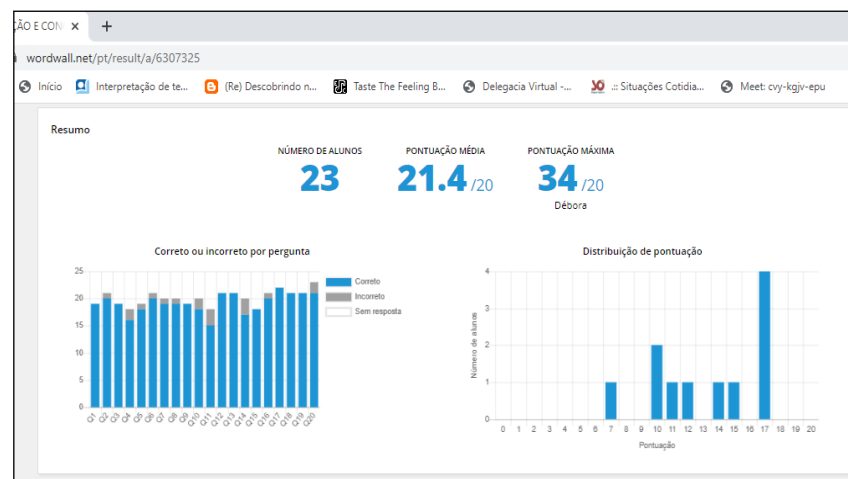 ÇÃO E CON × +
wordwall.net/pt/result/a/6307325
Início Interpretação de te... (Re) Descobrindo n... Taste The Feeling B... Delegacia Virtual -... .:: Situações Cotidia... Meet: cvy-kgjv-epu
Resumo
NÚMERO DE ALUNOS PONTUAÇÃO MÉDIA PONTUAÇÃO MÁXIMA
23 21.4 /20 34 /20
Débora
Correto ou incorreto por pergunta
25
20
15
10
5
0
Q1 Q2 Q3 Q4 Q5 Q6 Q7 Q8 Q9 Q10 Q11 Q12 Q13 Q14 Q15 Q16 Q17 Q18 Q19 Q20
Correto
Incorreto
Sem resposta
Distribuição de pontuação
Número de alunos
4
3
2
1
0
0 1 2 3 4 5 6 7 8 9 10 11 12 13 14 15 16 17 18 19 20
Pontuação